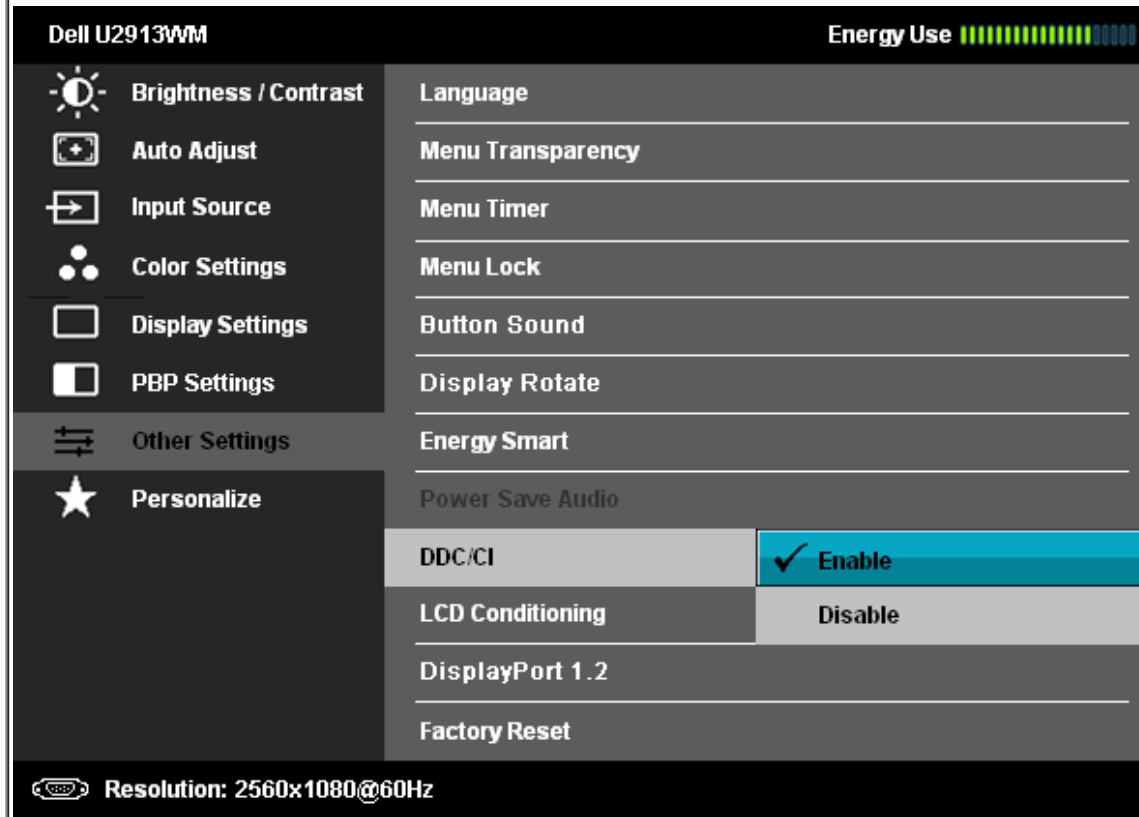 Dell U2913WM Energy Use
Brightness / Contrast Language
Auto Adjust Menu Transparency
Input Source Menu Timer
Color Settings Menu Lock
Display Settings Button Sound
PBP Settings Display Rotate
Other Settings Energy Smart
Personalize Power Save Audio
DDC/CI Enable
LCD Conditioning Disable
DisplayPort 1.2
Factory Reset
Resolution: 2560x1080@60Hz